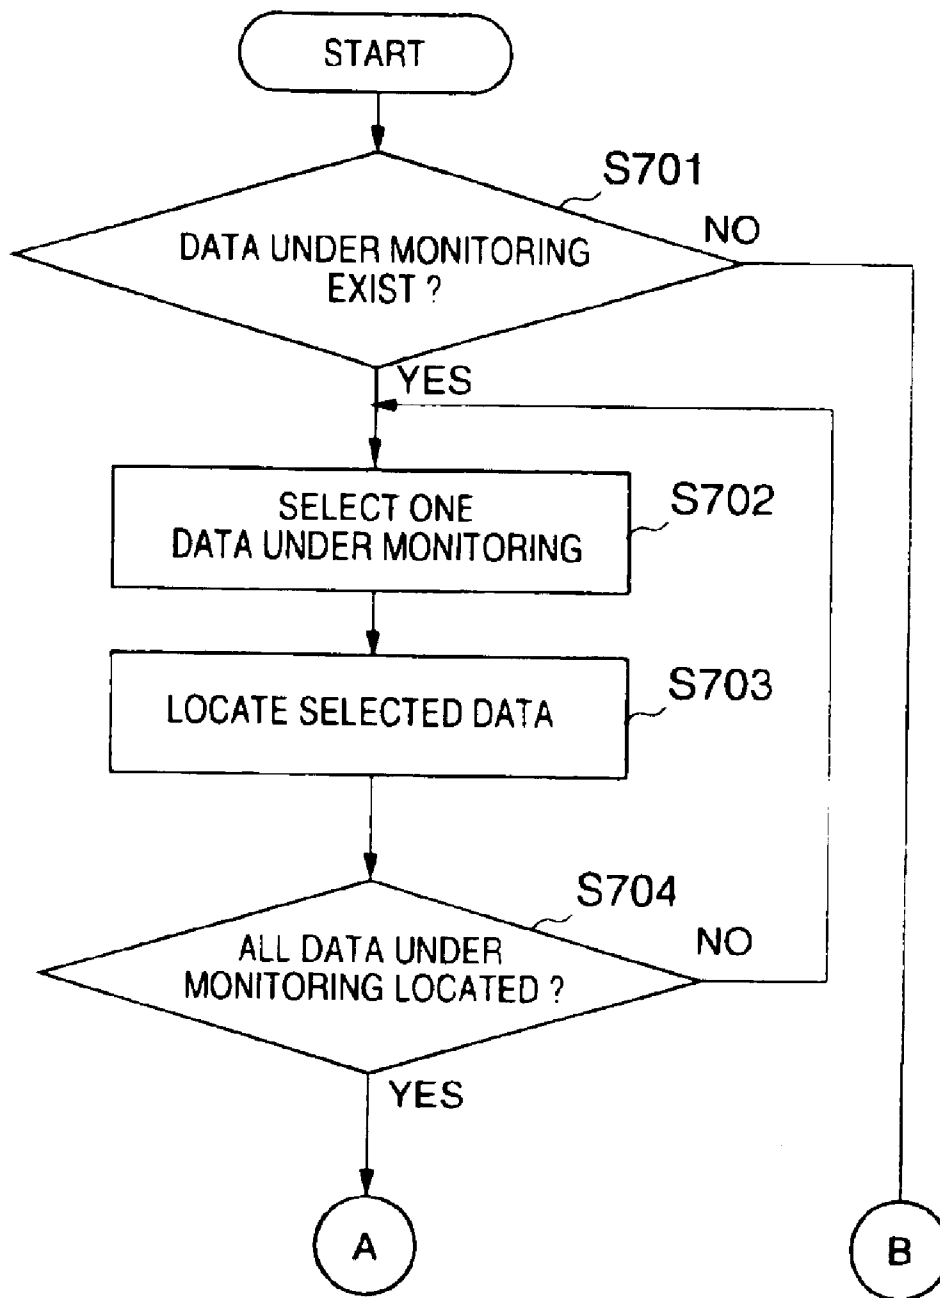 START
S701
DATA UNDER MONITORING
EXIST ?
NO
YES
SELECT ONE
DATA UNDER MONITORING
S702
LOCATE SELECTED DATA
S703
S704
ALL DATA UNDER
MONITORING LOCATED ?
NO
YES
A
B